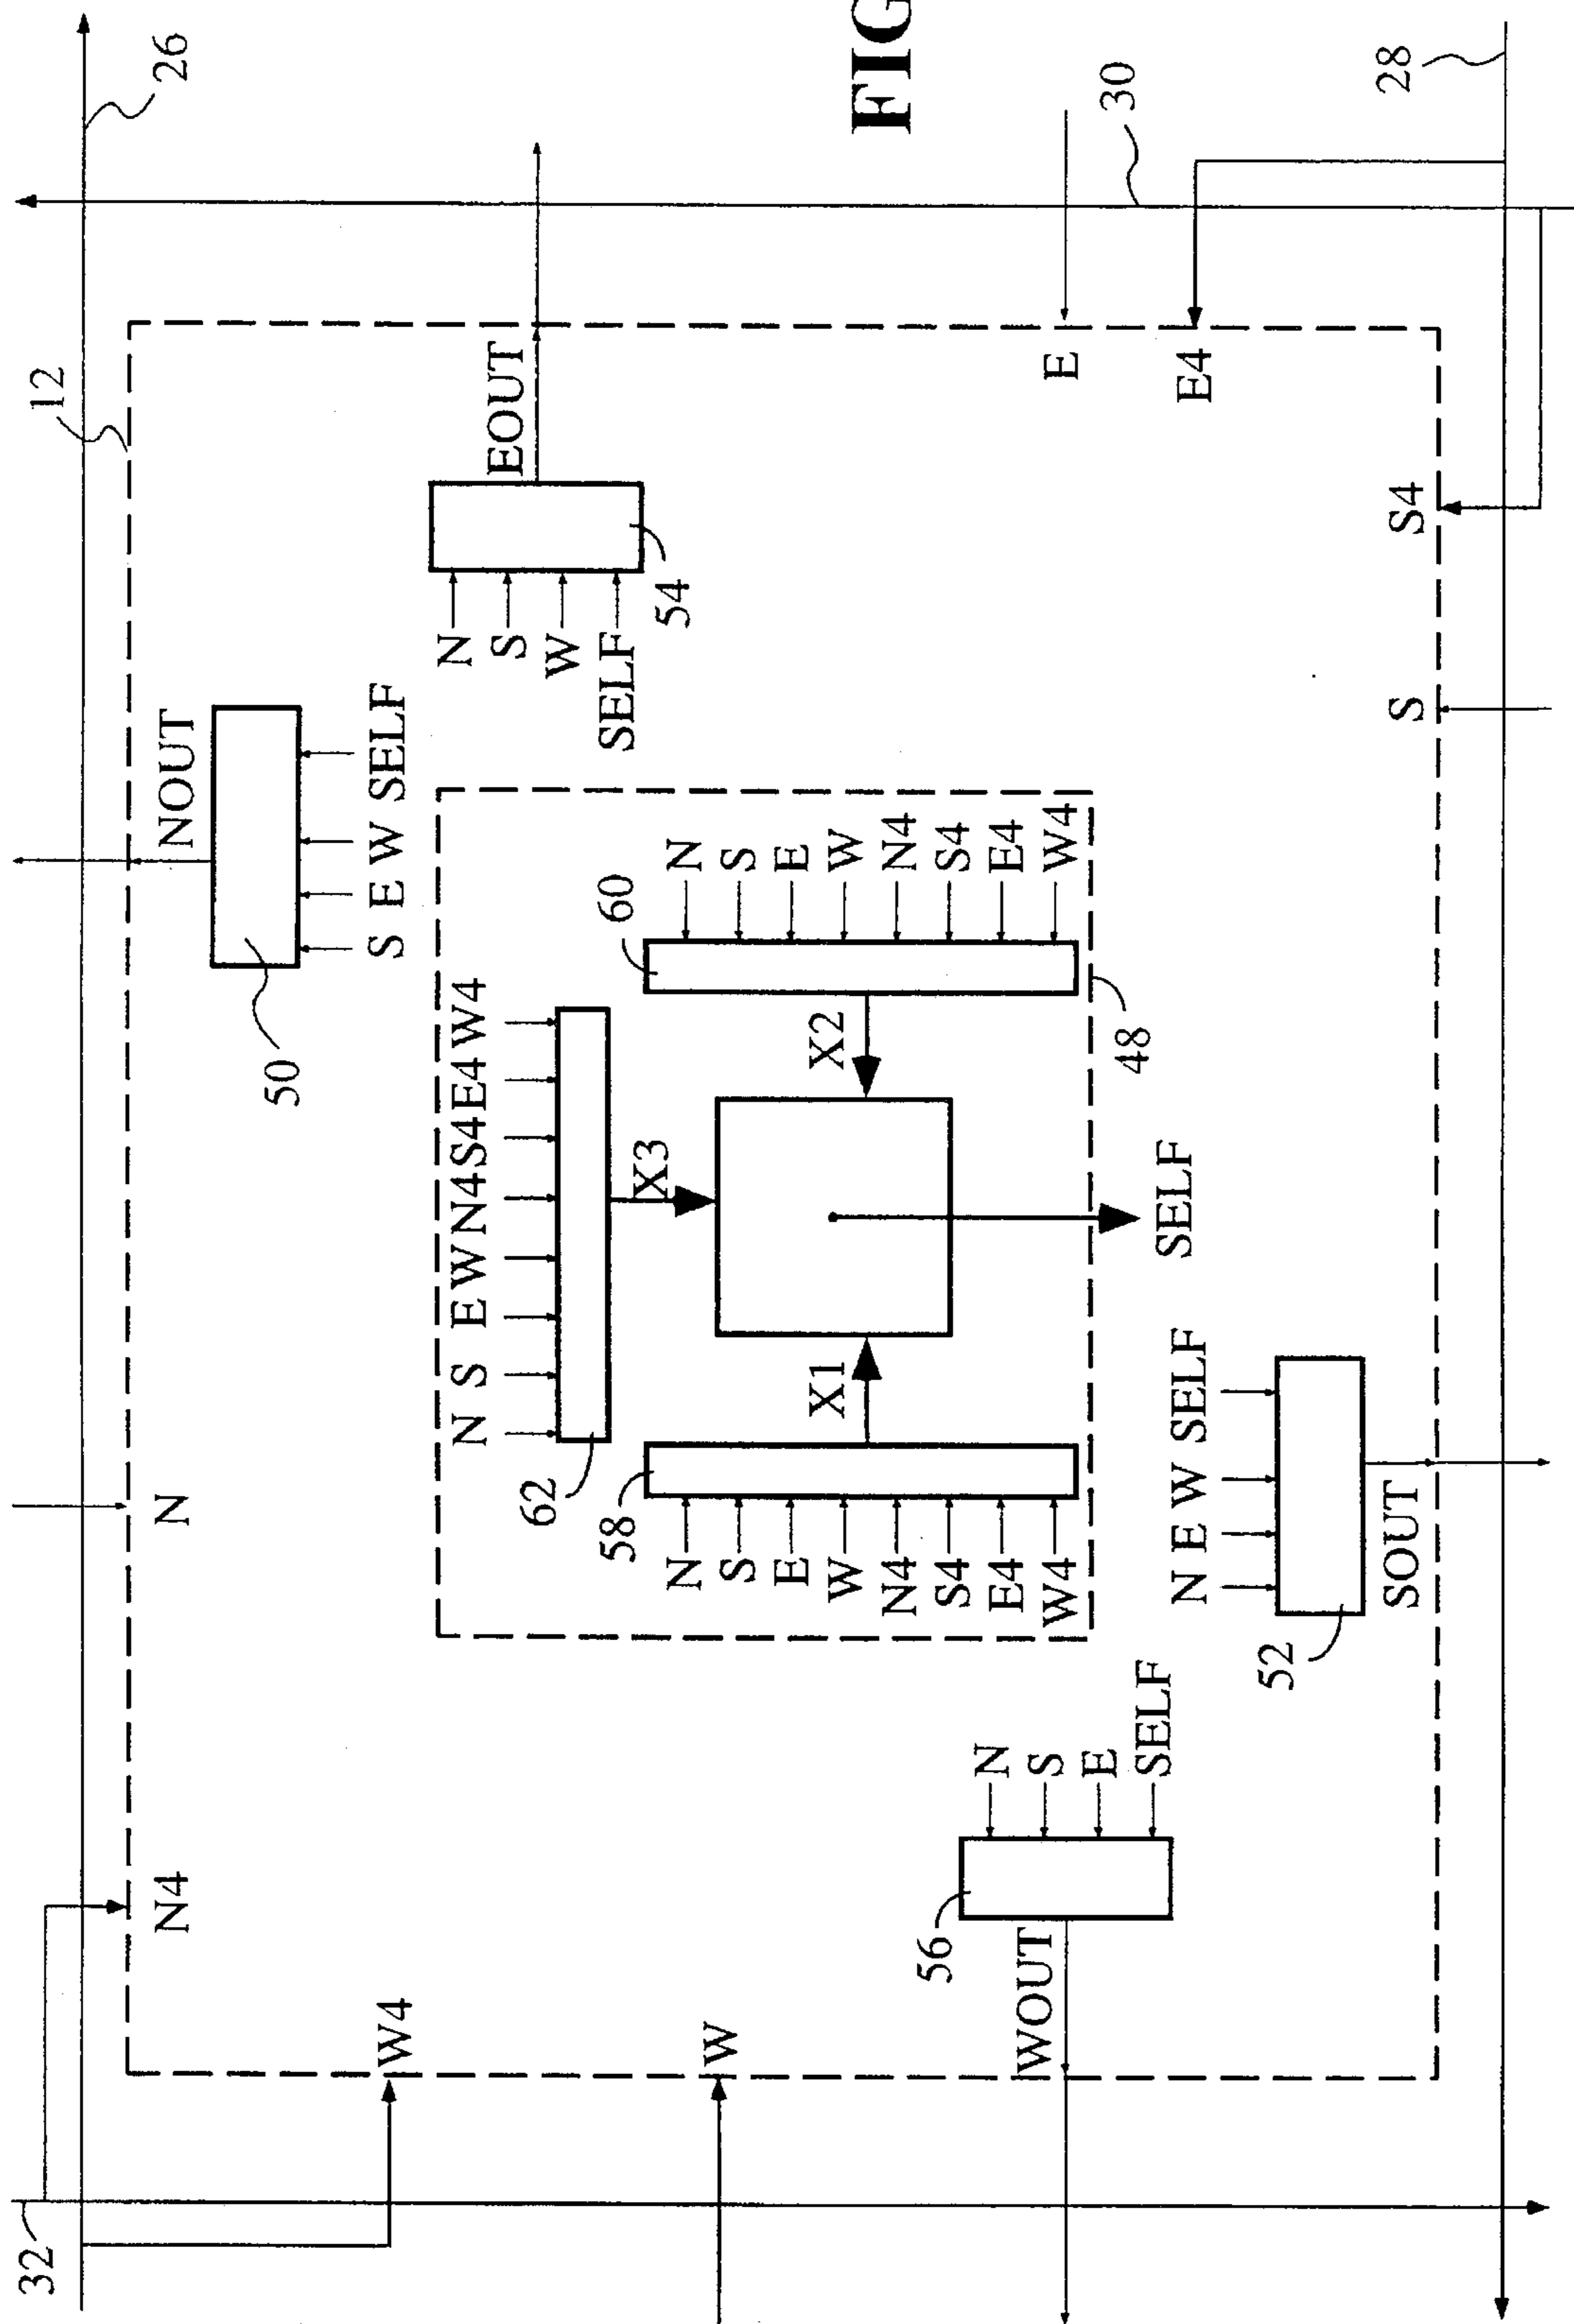 32
12
26
N4
N
NOUT
50
S E W SELF
W4
EOUT
N
S
W
SELF
54
N S E W N4 S4 E4 W4
62
X3
58
60
N
S
E
W
N4
S4
E4
W4
X1
X2
N
S
E
W
N4
S4
E4
W4
48
SELF
W
FIG
56
WOUT
N
S
E
SELF
N E W SELF
52
SOUT
E
30
E4
S
S4
28